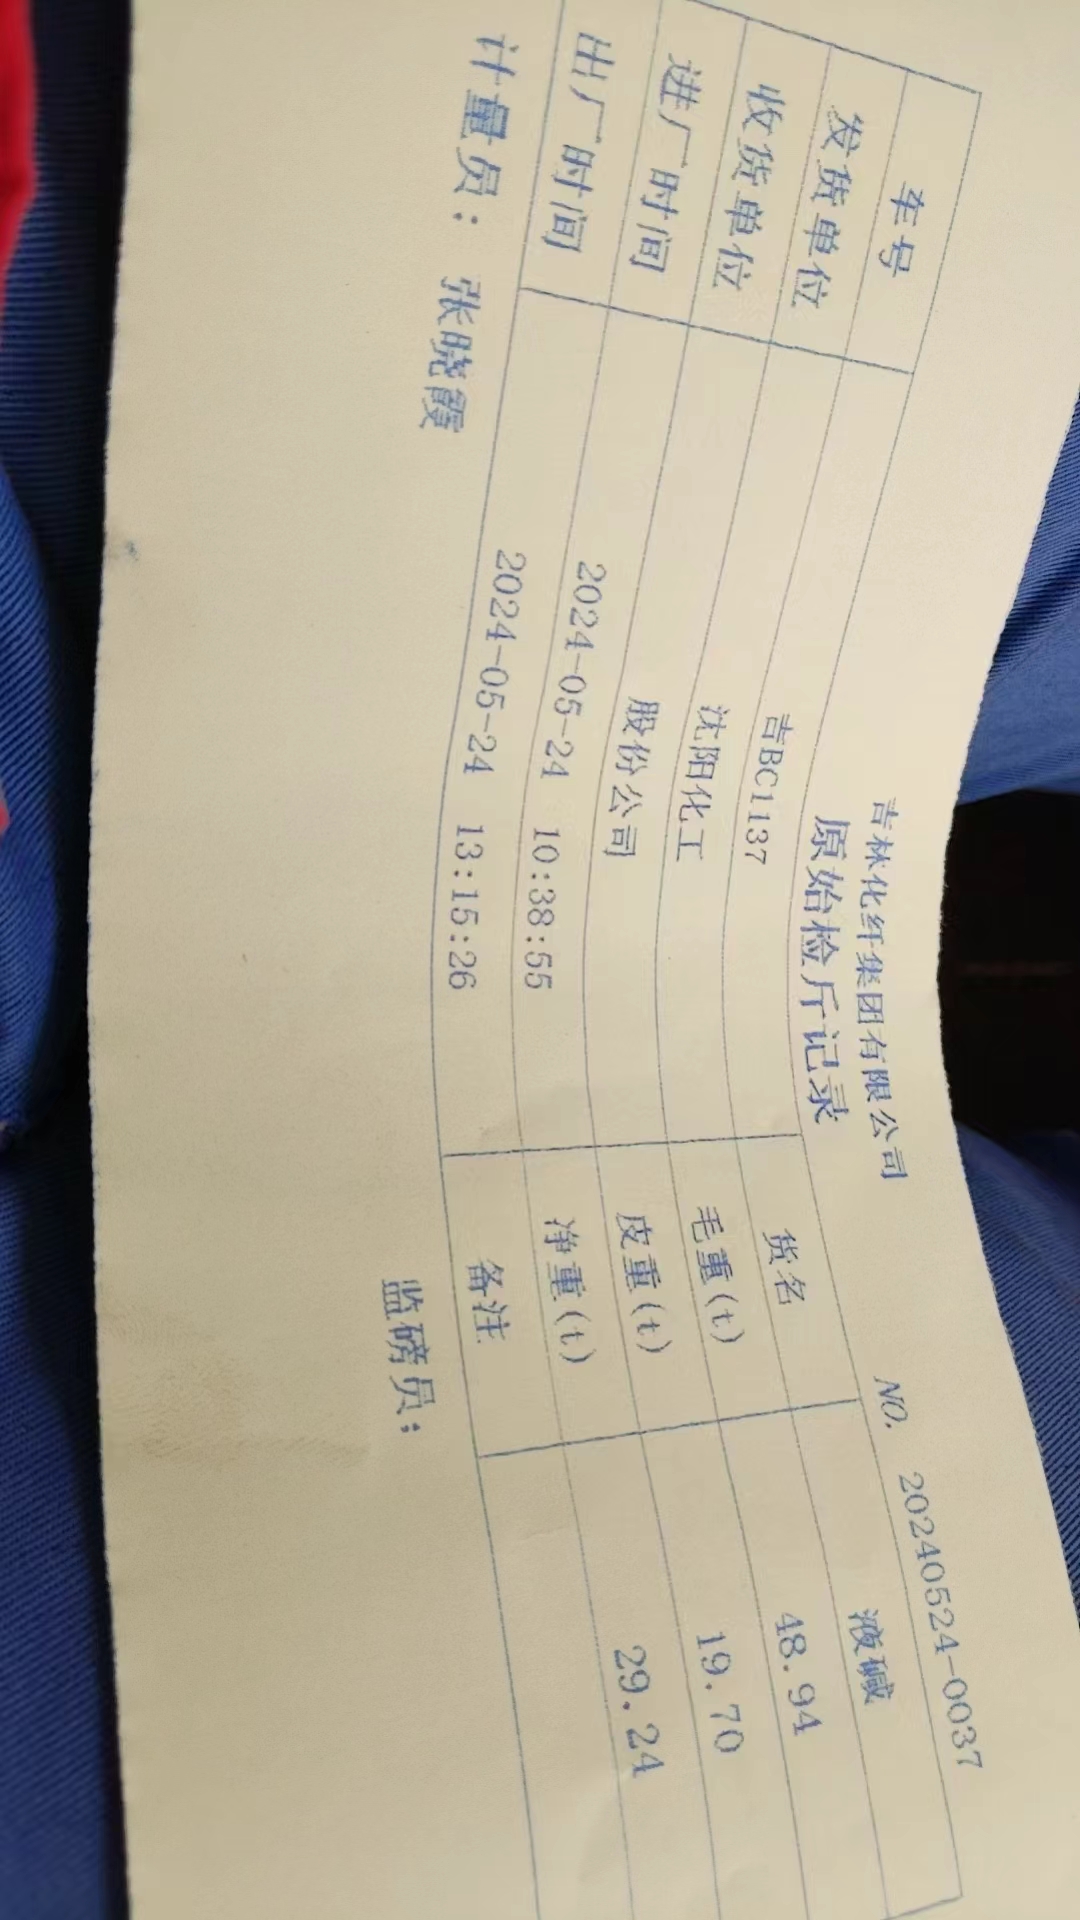 吉林化纤集团有限公司
原始检斤记录
NO. 20240524-0037
车号 吉BC1137 货名 液碱
发货单位 沈阳化工 毛重(t) 48.94
收货单位 股份公司 皮重(t) 19.70
进厂时间 2024-05-24 10:38:55 净重(t) 29.24
出厂时间 2024-05-24 13:15:26 备注
计量员: 张晓霞 监磅员: